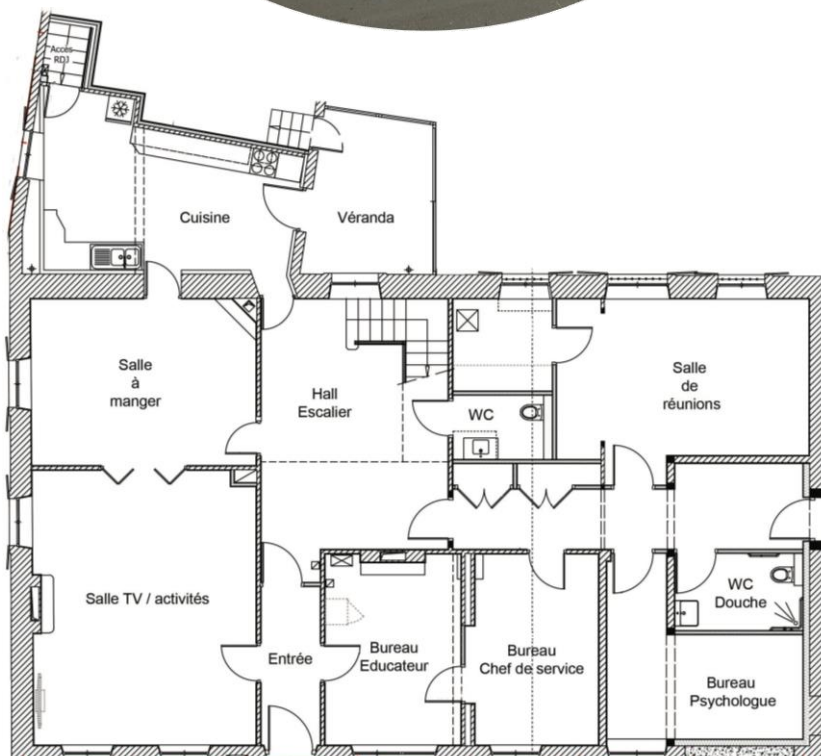 Accès
RDJ
Cuisine
Véranda
Salle
à
manger
Hall
Escalier
WC
Salle
de
réunions
Salle TV / activités
Entrée
Bureau
Educateur
Bureau
Chef de service
WC
Douche
Bureau
Psychologue